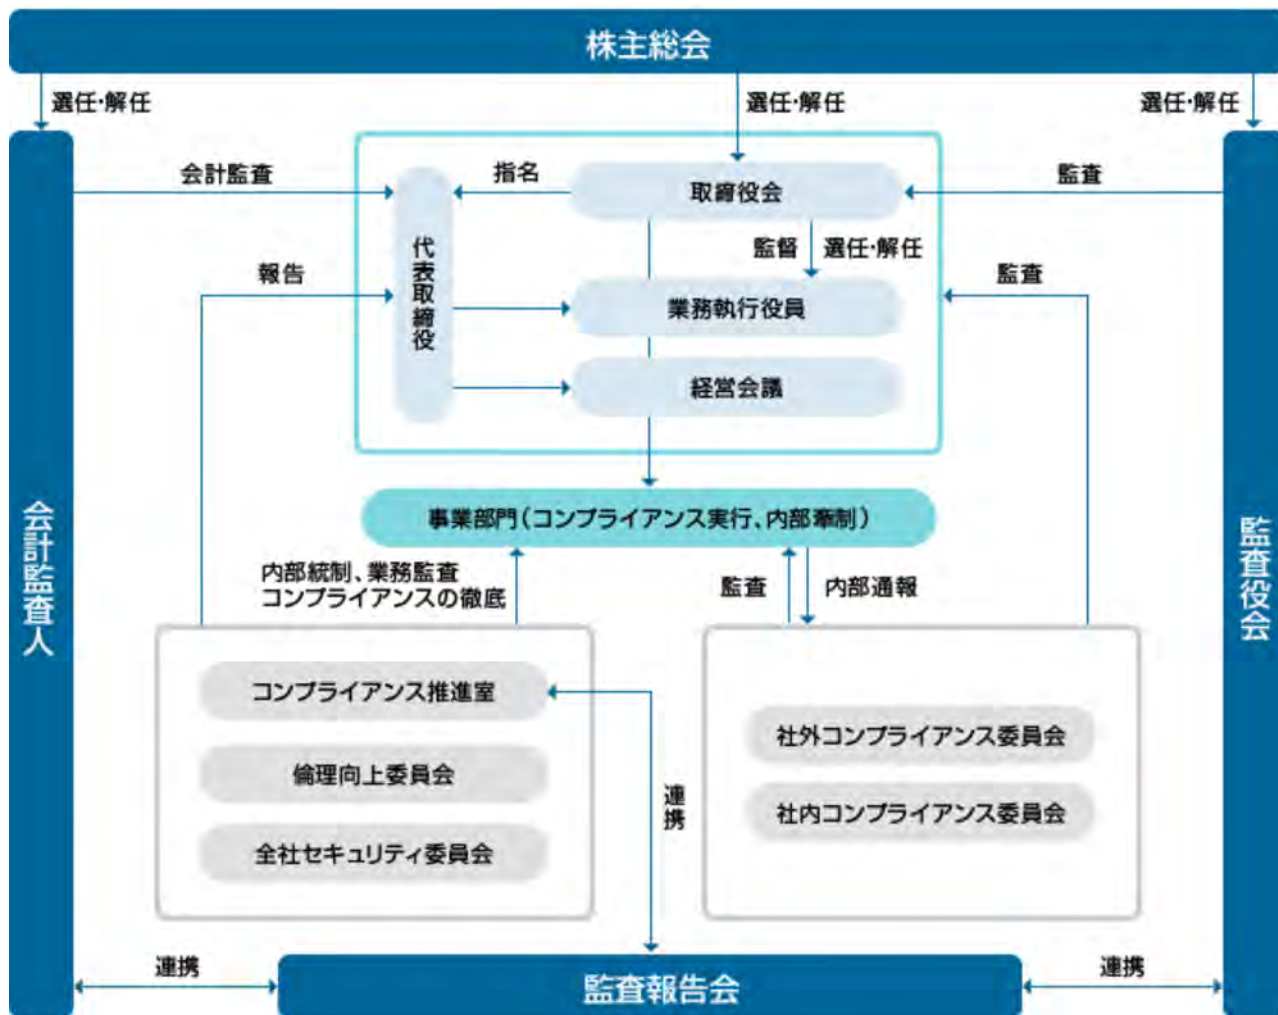 株主総会
選任・解任
選任・解任
選任・解任
会計監査
指名
取締役会
監査
代表取締役
監督
選任・解任
報告
監査
業務執行役員
経営会議
会計監査人
事業部門(コンプライアンス実行、内部牽制)
監査役会
内部統制、業務監査
コンプライアンスの徹底
監査
内部通報
コンプライアンス推進室
倫理向上委員会
全社セキュリティ委員会
連携
社外コンプライアンス委員会
社内コンプライアンス委員会
連携
監査報告会
連携